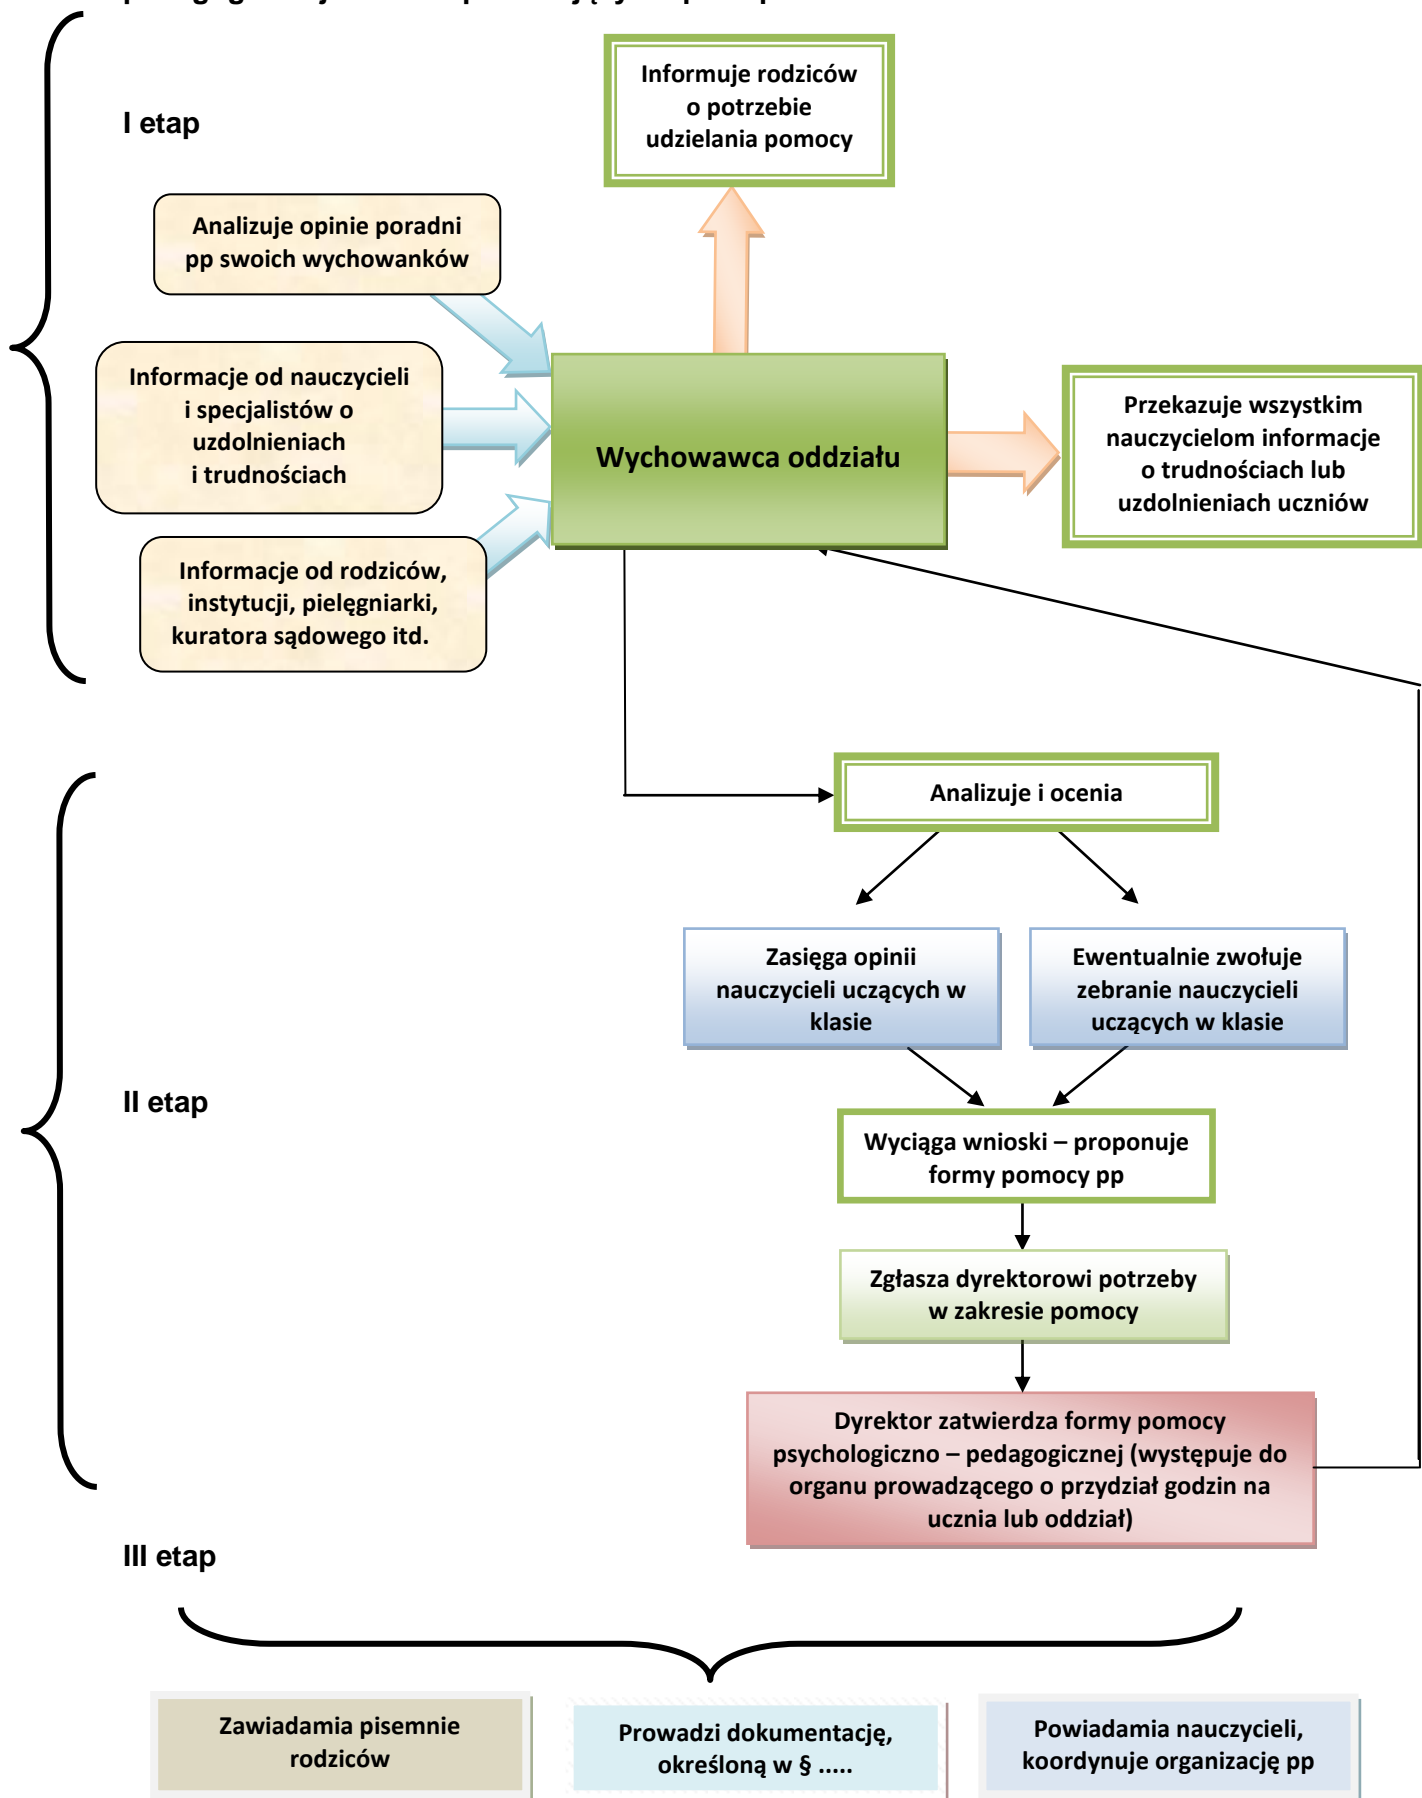 Informuje rodziców
o potrzebie
udzielania pomocy
I etap
Analizuje opinie poradni
pp swoich wychowanków
Informacje od nauczycieli
i specjalistów o
uzdolnieniach
i trudnościach
Wychowawca oddziału
Przekazuje wszystkim
nauczycielom informacje
o trudnościach lub
uzdolnieniach uczniów
Informacje od rodziców,
instytucji, pielęgniarki,
kuratora sądowego itd.
Analizuje i ocenia
Zasięga opinii
nauczycieli uczących w
klasie
Ewentualnie zwołuje
zebranie nauczycieli
uczących w klasie
II etap
Wyciąga wnioski – proponuje
formy pomocy pp
Zgłasza dyrektorowi potrzeby
w zakresie pomocy
Dyrektor zatwierdza formy pomocy
psychologiczno – pedagogicznej (występuje do
organu prowadzącego o przydział godzin na
ucznia lub oddział)
III etap
Zawiadamia pisemnie
rodziców
Prowadzi dokumentację,
określoną w § .....
Powiadamia nauczycieli,
koordynuje organizację pp